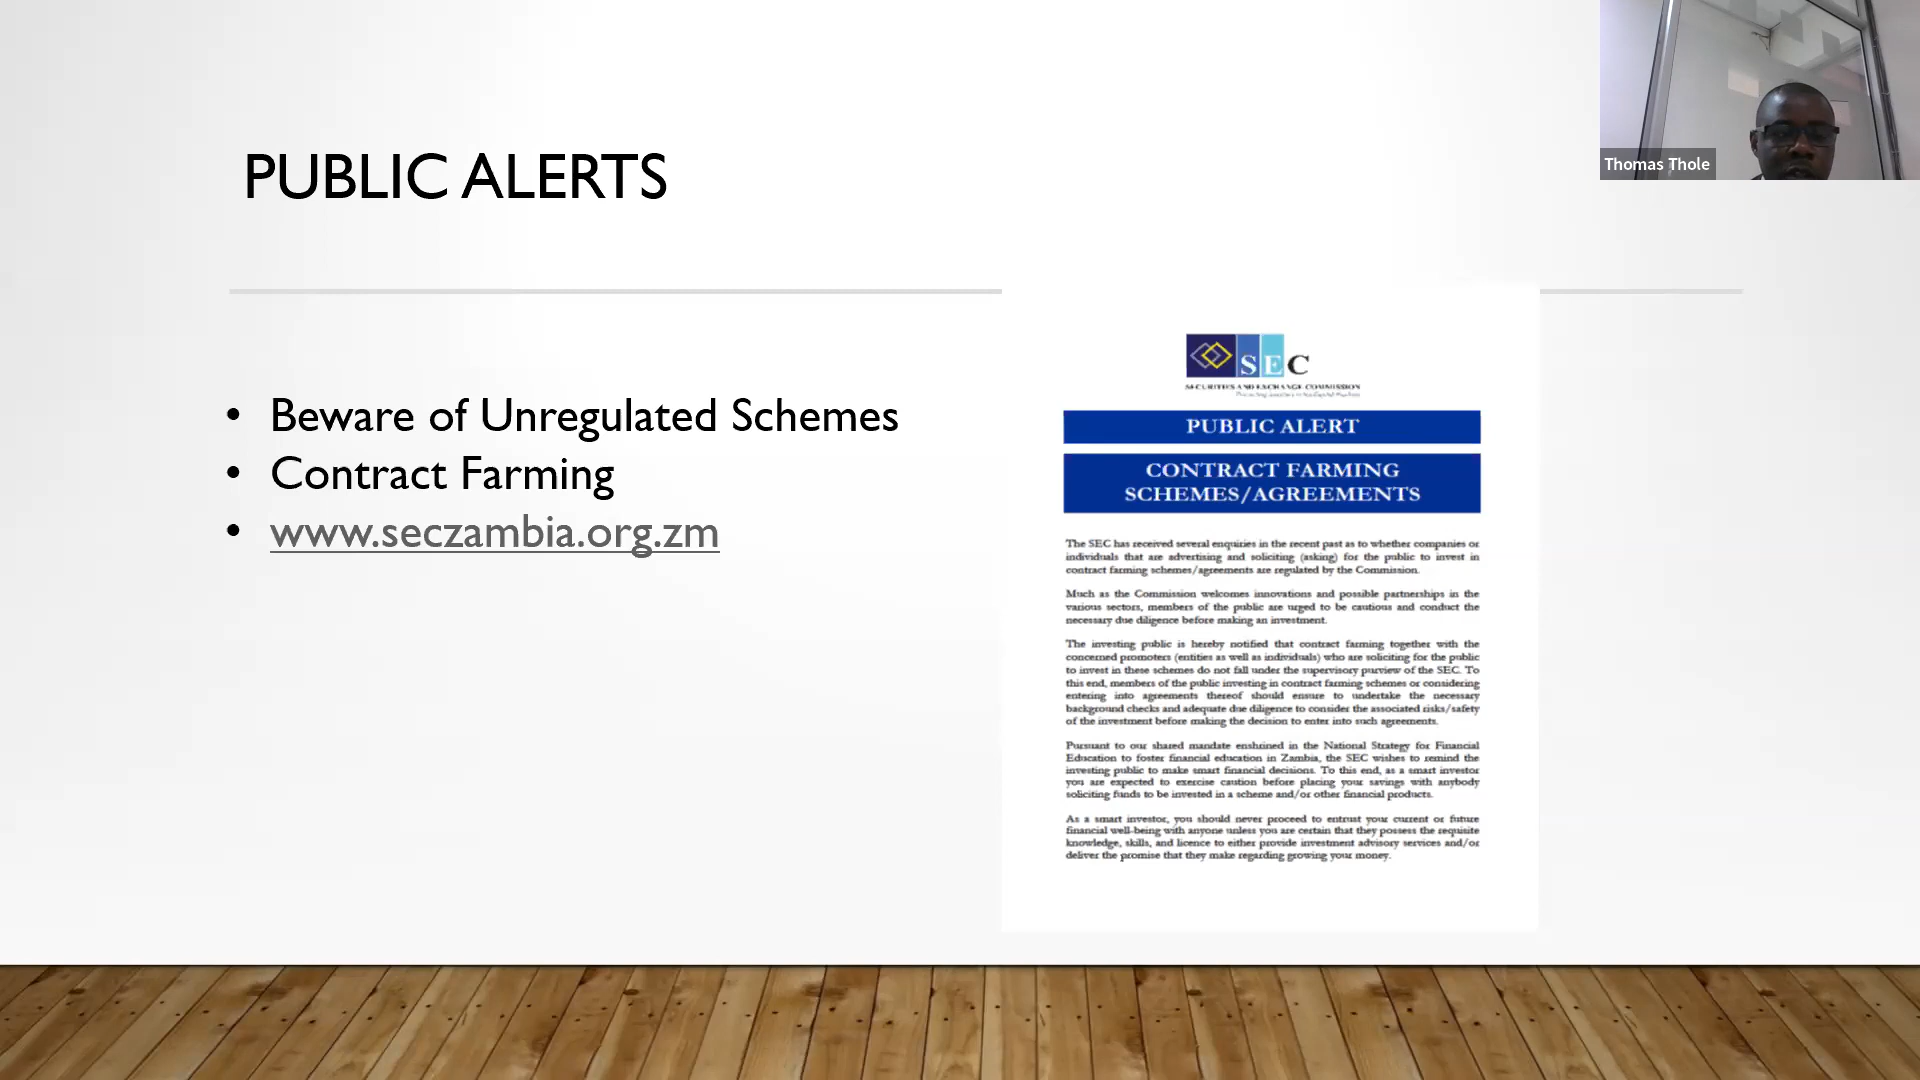 Thomas Thole
PUBLIC ALERTS
• Beware of Unregulated Schemes
• Contract Farming
• www.seczambia.org.zm
SEC
SECURITIES AND EXCHANGE COMMISSION
PUBLIC ALERT
CONTRACT FARMING
SCHEMES/AGREEMENTS
The SEC has received several enquiries in the recent past as to whether companies or
individuals that are advertising and soliciting (asking) for the public to invest in
contract farming schemes/agreements are regulated by the Commission.
Much as the Commission welcomes innovations and possible partnerships in the
various sectors, members of the public are urged to be cautious and conduct the
necessary due diligence before making an investment.
The investing public is hereby notified that contract farming together with the
concerned promoters (entities as well as individuals) who are soliciting for the public
to invest in these schemes do not fall under the supervisory purview of the SEC. To
this end, members of the public investing in contract farming schemes or considering
entering into agreements thereof should ensure to undertake the necessary
background checks and adequate due diligence to consider the associated risks/safety
of the investment before making the decision to enter into such agreements.
Pursuant to our shared mandate enshrined in the National Strategy for Financial
Education to foster financial education in Zambia, the SEC wishes to remind the
investing public to make smart financial decisions. To this end, as a smart investor
you are expected to exercise caution before placing your savings with anybody
soliciting funds to be invested in a scheme and/or other financial products.
As a smart investor, you should never proceed to entrust your current or future
financial well-being with anyone unless you are certain that they possess the requisite
knowledge, skills, and licence to either provide investment advisory services and/or
deliver the promise that they make regarding growing your money.